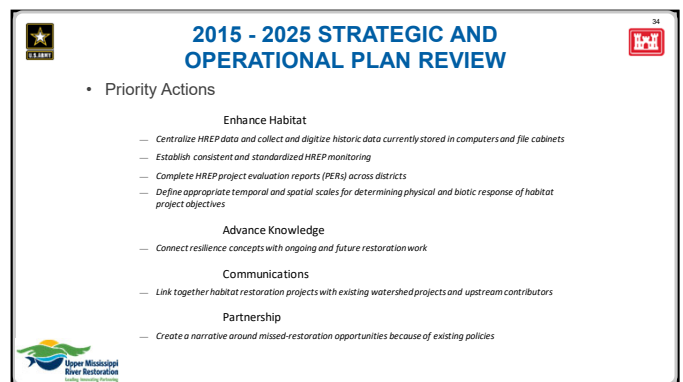 34
2015 - 2025 STRATEGIC AND
OPERATIONAL PLAN REVIEW
U.S.ARMY
• Priority Actions
Enhance Habitat
— Centralize HREP data and collect and digitize historic data currently stored in computers and file cabinets
— Establish consistent and standardized HREP monitoring
— Complete HREP project evaluation reports (PERs) across districts
— Define appropriate temporal and spatial scales for determining physical and biotic response of habitat
project objectives
Advance Knowledge
— Connect resilience concepts with ongoing and future restoration work
Communications
— Link together habitat restoration projects with existing watershed projects and upstream contributors
Partnership
— Create a narrative around missed-restoration opportunities because of existing policies
Upper Mississippi
River Restoration
Leading Innovating Partnering